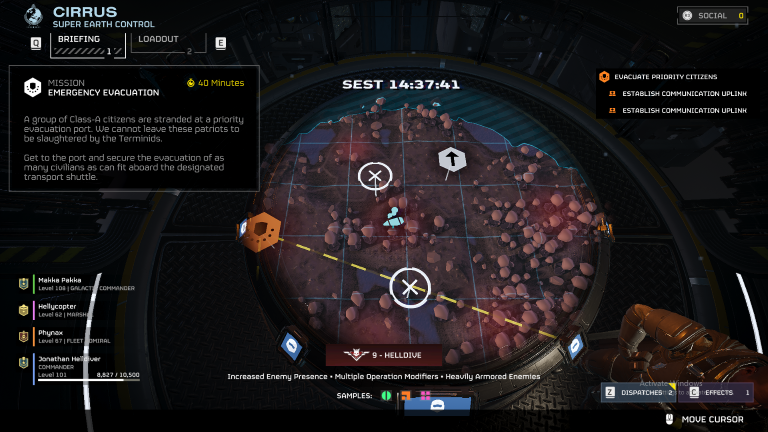 CIRRUS
SUPER EARTH CONTROL
Q
BRIEFING
1
LOADOUT
2
E
SOCIAL 0
MISSION
EMERGENCY EVACUATION
40 Minutes
A group of Class-A citizens are stranded at a priority
evacuation port. We cannot leave these patriots to
be slaughtered by the Terminids.
Get to the port and secure the evacuation of as
many civilians as can fit aboard the designated
transport shuttle.
SEST 14:37:41
EVACUATE PRIORITY CITIZENS
ESTABLISH COMMUNICATION UPLINK
ESTABLISH COMMUNICATION UPLINK
Makka Pakka
Level 108 | GALACTIC COMMANDER
Hellycopter
Level 62 | MARSHAL
Phynax
Level 67 | FLEET ADMIRAL
Jonathan Helldiver
COMMANDER
Level 101
8,827 / 10,500
9 - HELLDIVE
Increased Enemy Presence • Multiple Operation Modifiers • Heavily Armored Enemies
SAMPLES:
Activate Windows
Z DISPATCHES 2
C EFFECTS 1
MOVE CURSOR